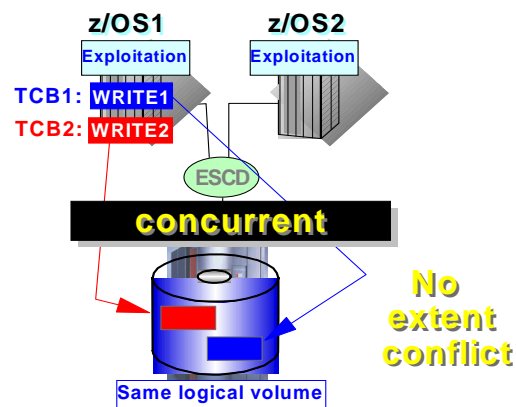 z/OS1
z/OS2
Exploitation
Exploitation
TCB1: WRITE1
TCB2: WRITE2
ESCD
concurrent
No
extent
conflict
Same logical volume